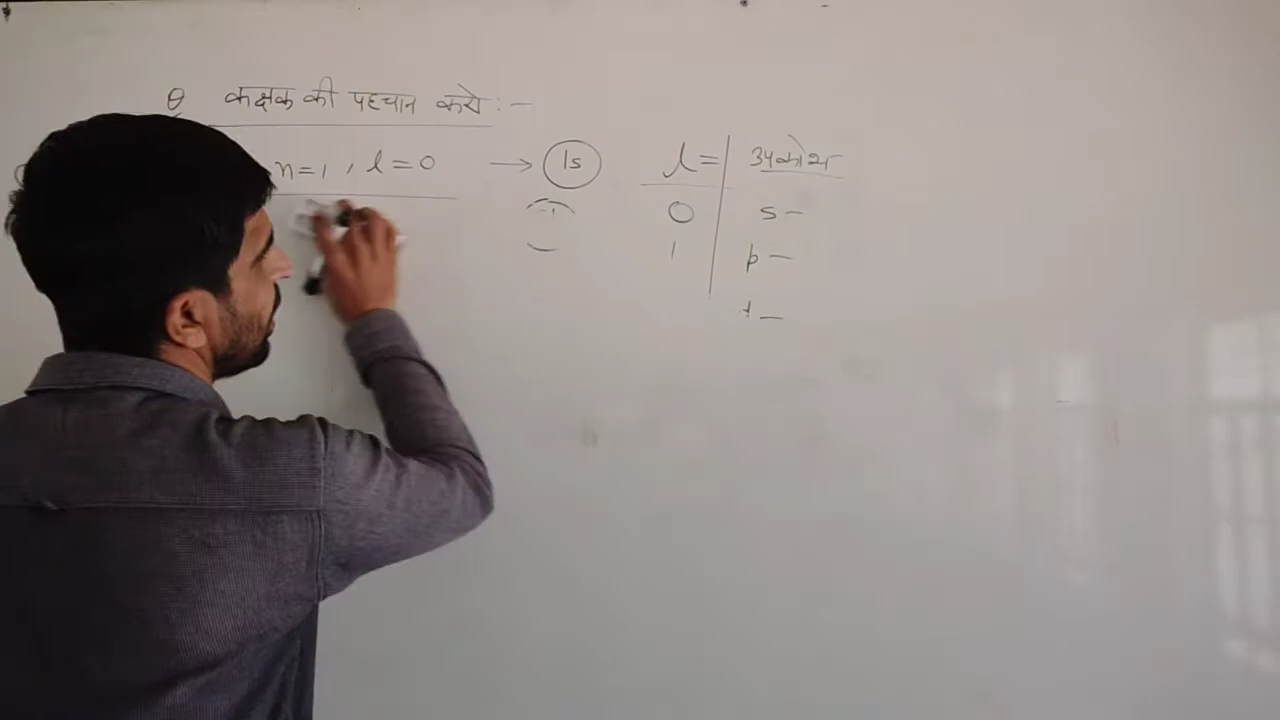 Q कक्षक की पहचान करो :-
n=1 , l=0 → 1s
l= उपकोश
0 s -
1 p -